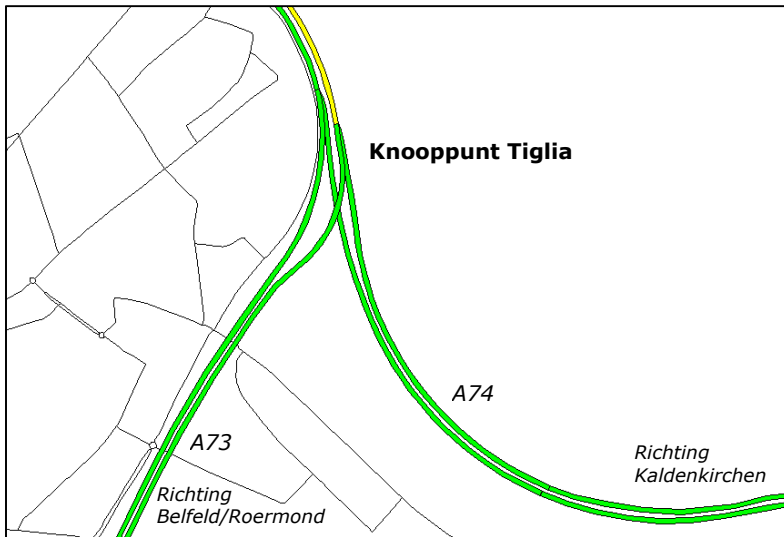 Knooppunt Tiglia
A74
A73
Richting
Kaldenkirchen
Richting
Belfeld/Roermond